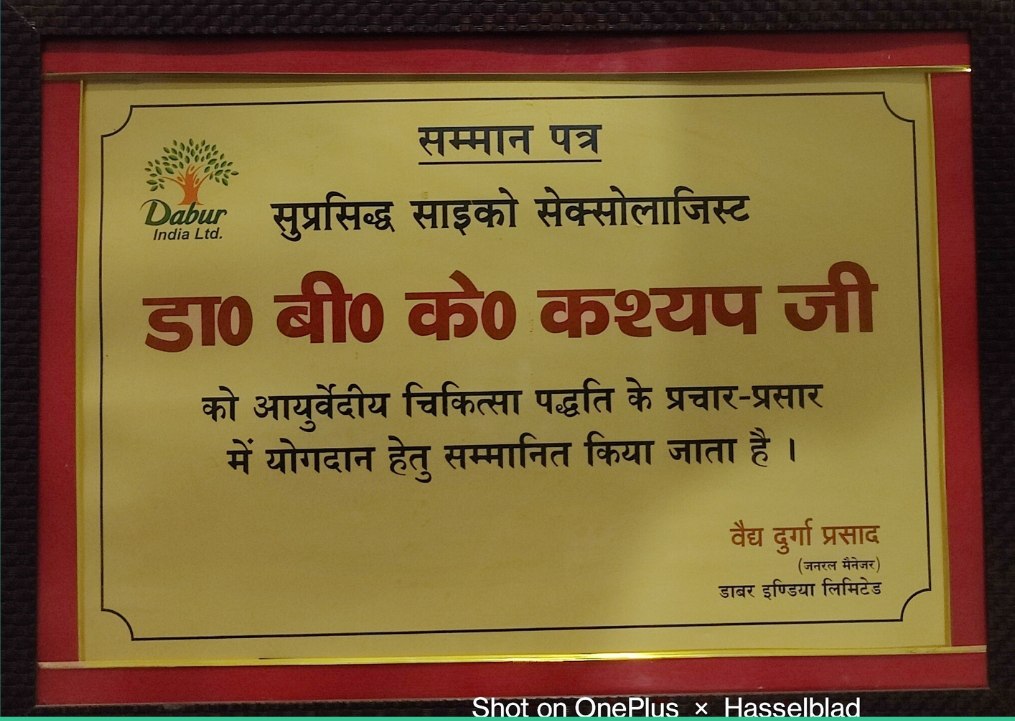 सम्मान पत्र
Dabur
India Ltd.
सुप्रसिद्ध साइको सेक्सोलाजिस्ट
डा0 बी0 के0 कश्यप जी
को आयुर्वेदीय चिकित्सा पद्धति के प्रचार-प्रसार
में योगदान हेतु सम्मानित किया जाता है ।
वैद्य दुर्गा प्रसाद
(जनरल मैनेजर)
डाबर इण्डिया लिमिटेड
Shot on OnePlus × Hasselblad